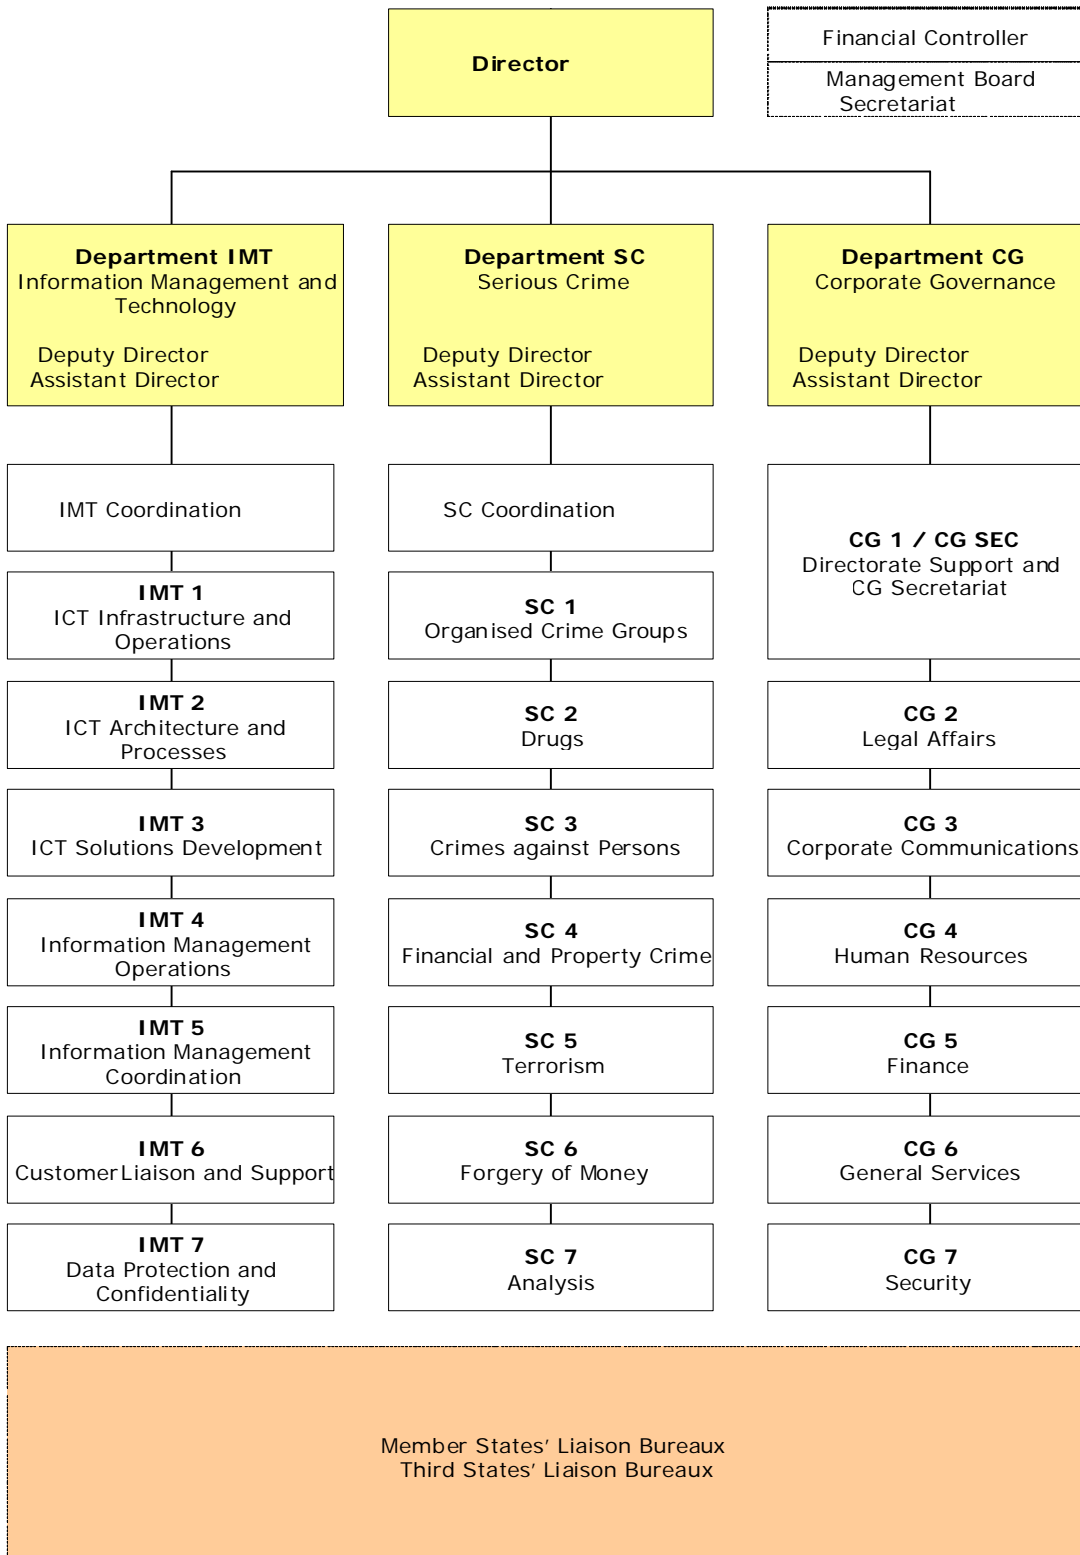 Director
Financial Controller
Management Board
Secretariat
Department IMT
Information Management and
Technology
Deputy Director
Assistant Director
Department SC
Serious Crime
Deputy Director
Assistant Director
Department CG
Corporate Governance
Deputy Director
Assistant Director
IMT Coordination
IMT 1
ICT Infrastructure and
Operations
IMT 2
ICT Architecture and
Processes
IMT 3
ICT Solutions Development
IMT 4
Information Management
Operations
IMT 5
Information Management
Coordination
IMT 6
Customer Liaison and Support
IMT 7
Data Protection and
Confidentiality
SC Coordination
SC 1
Organised Crime Groups
SC 2
Drugs
SC 3
Crimes against Persons
SC 4
Financial and Property Crime
SC 5
Terrorism
SC 6
Forgery of Money
SC 7
Analysis
CG 1 / CG SEC
Directorate Support and
CG Secretariat
CG 2
Legal Affairs
CG 3
Corporate Communications
CG 4
Human Resources
CG 5
Finance
CG 6
General Services
CG 7
Security
Member States' Liaison Bureaux
Third States' Liaison Bureaux